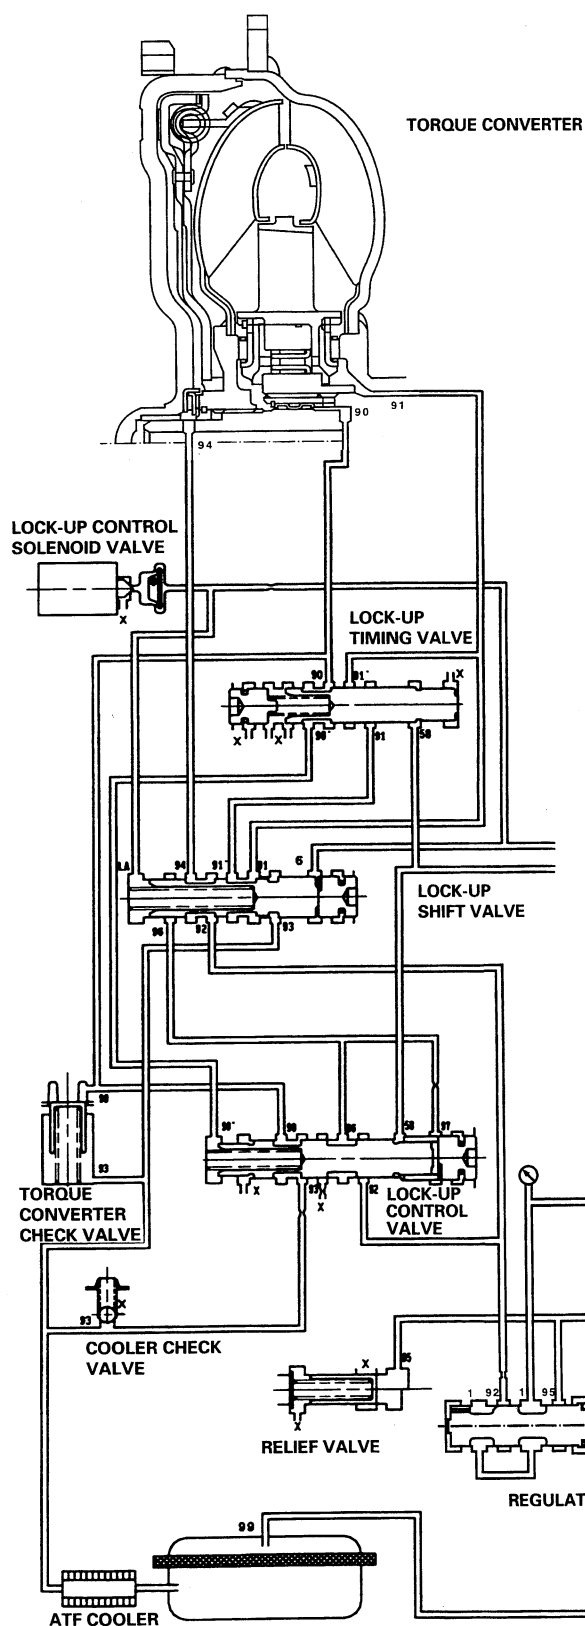 TORQUE CONVERTER
91
90
94
LOCK-UP CONTROL
SOLENOID VALVE
X
LOCK-UP
TIMING VALVE
90 91'
X
X X 90' 91 58
LA 94 91' 91 6
LOCK-UP
SHIFT VALVE
96 92 93
90
90' 90 96 58 97
93
X 93 X 92
X
LOCK-UP
CONTROL
VALVE
TORQUE
CONVERTER
CHECK VALVE
93 X
COOLER CHECK
VALVE
X 95
X
RELIEF VALVE
1 92 1 95
REGULAT
99
ATF COOLER